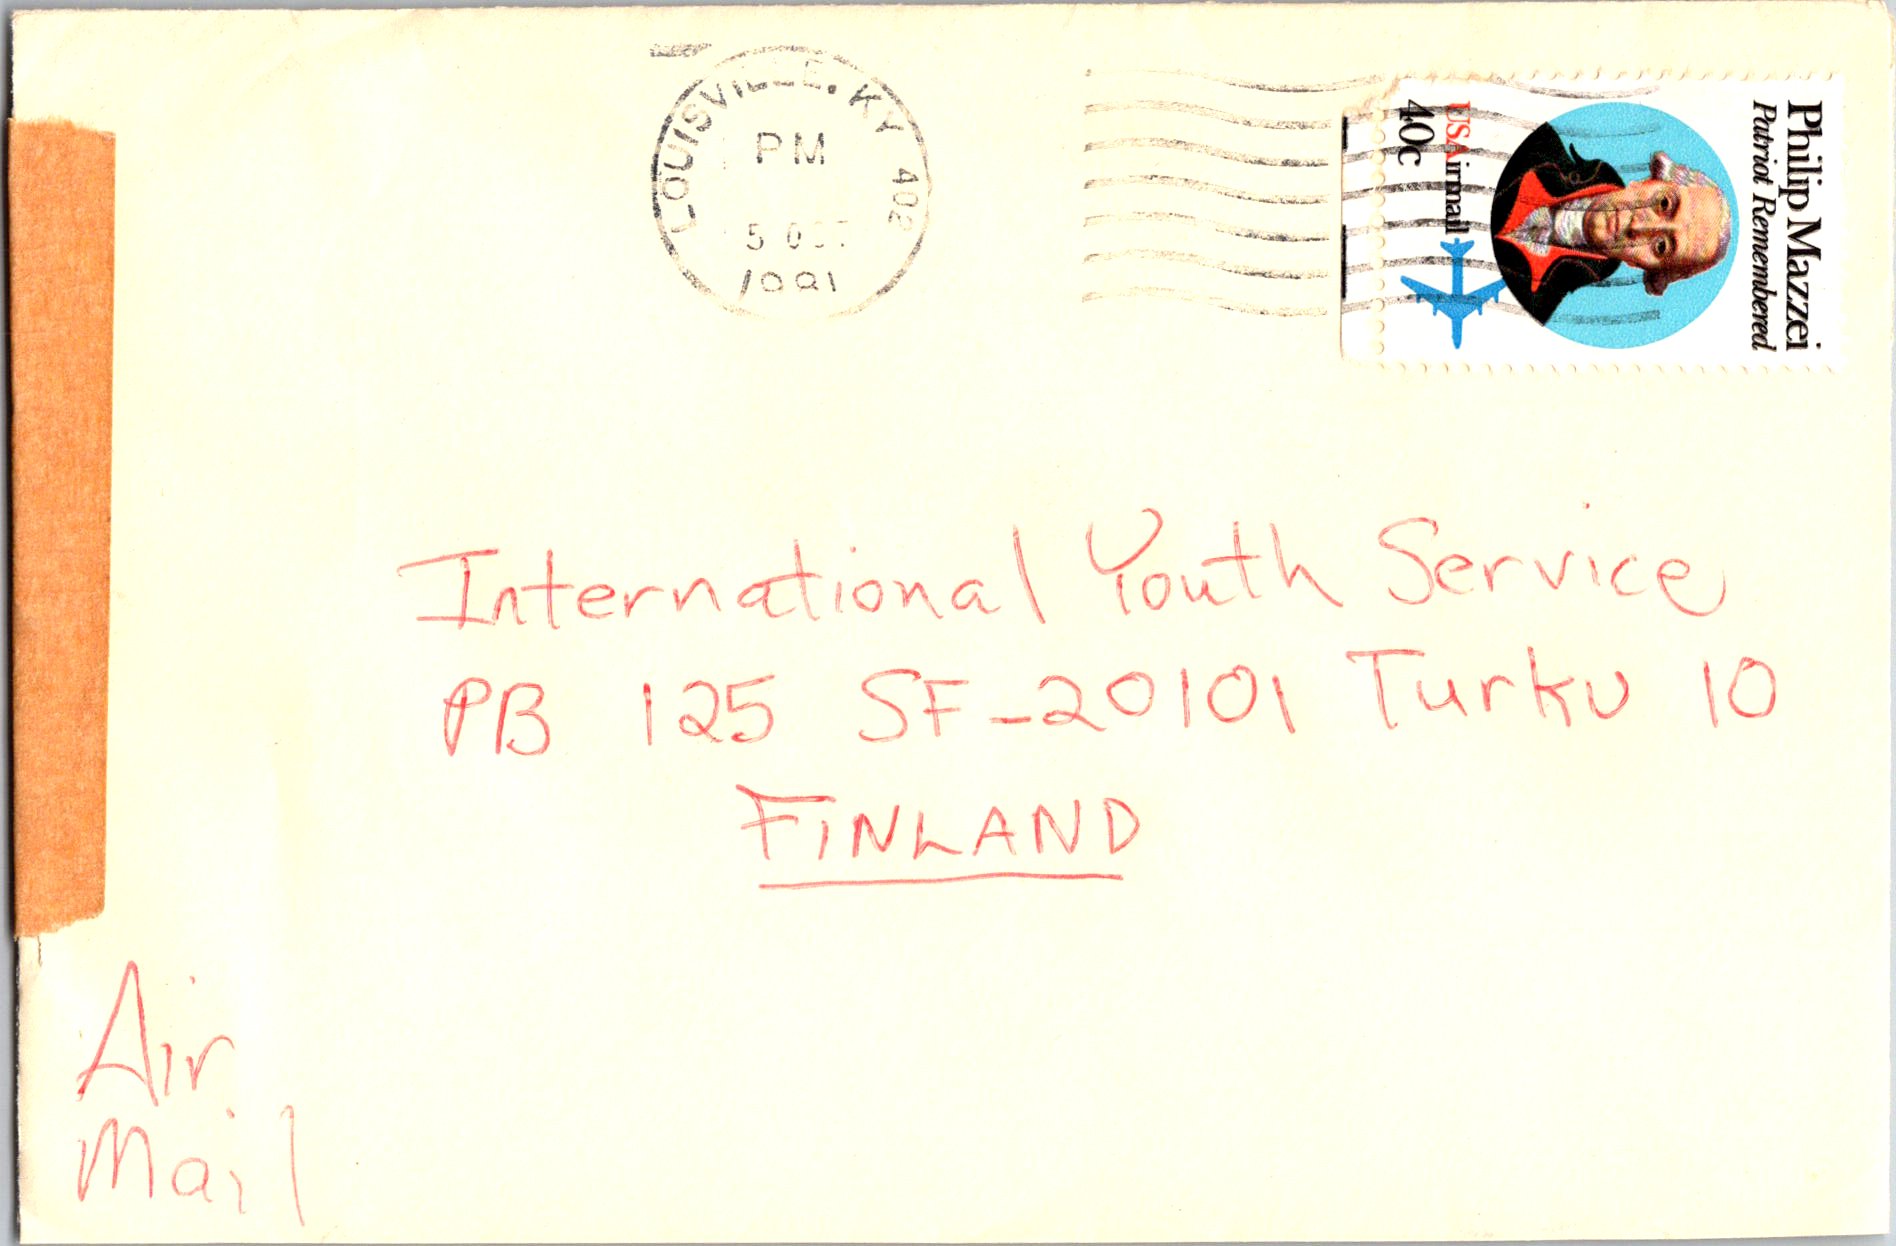 LOUISVILLE, KY 402
PM
5 OCT
1981
Philip Mazzei
Patriot Remembered
USAirmail
40c
International Youth Service
PB 125 SF-20101 Turku 10
FINLAND
Air
Mail